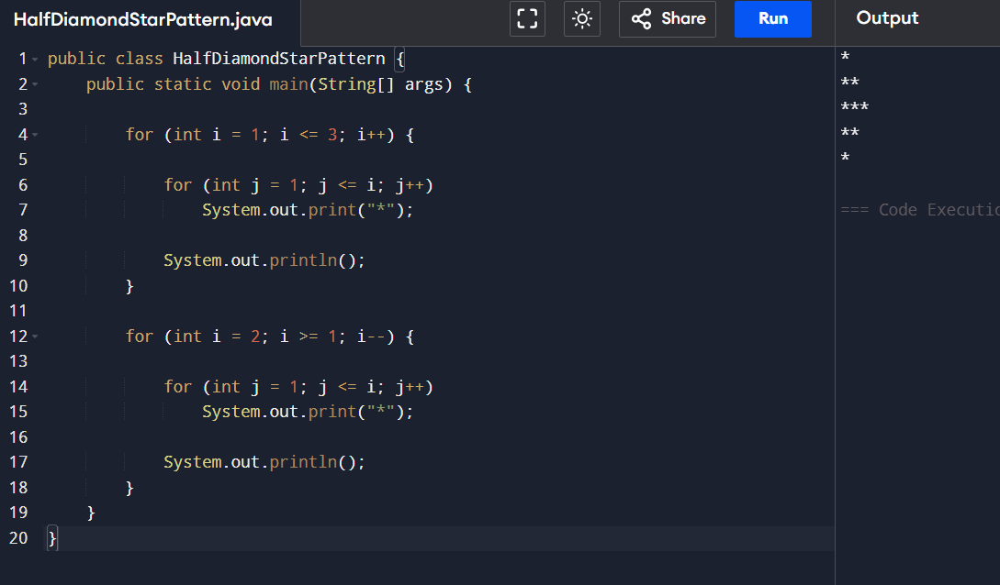 HalfDiamondStarPattern.java
Share
Run
Output
1 public class HalfDiamondStarPattern {
2     public static void main(String[] args) {
3
4         for (int i = 1; i <= 3; i++) {
5
6             for (int j = 1; j <= i; j++)
7                 System.out.print("*");
8
9             System.out.println();
10         }
11
12         for (int i = 2; i >= 1; i--) {
13
14             for (int j = 1; j <= i; j++)
15                 System.out.print("*");
16
17             System.out.println();
18         }
19     }
20 }
*
**
***
**
*
=== Code